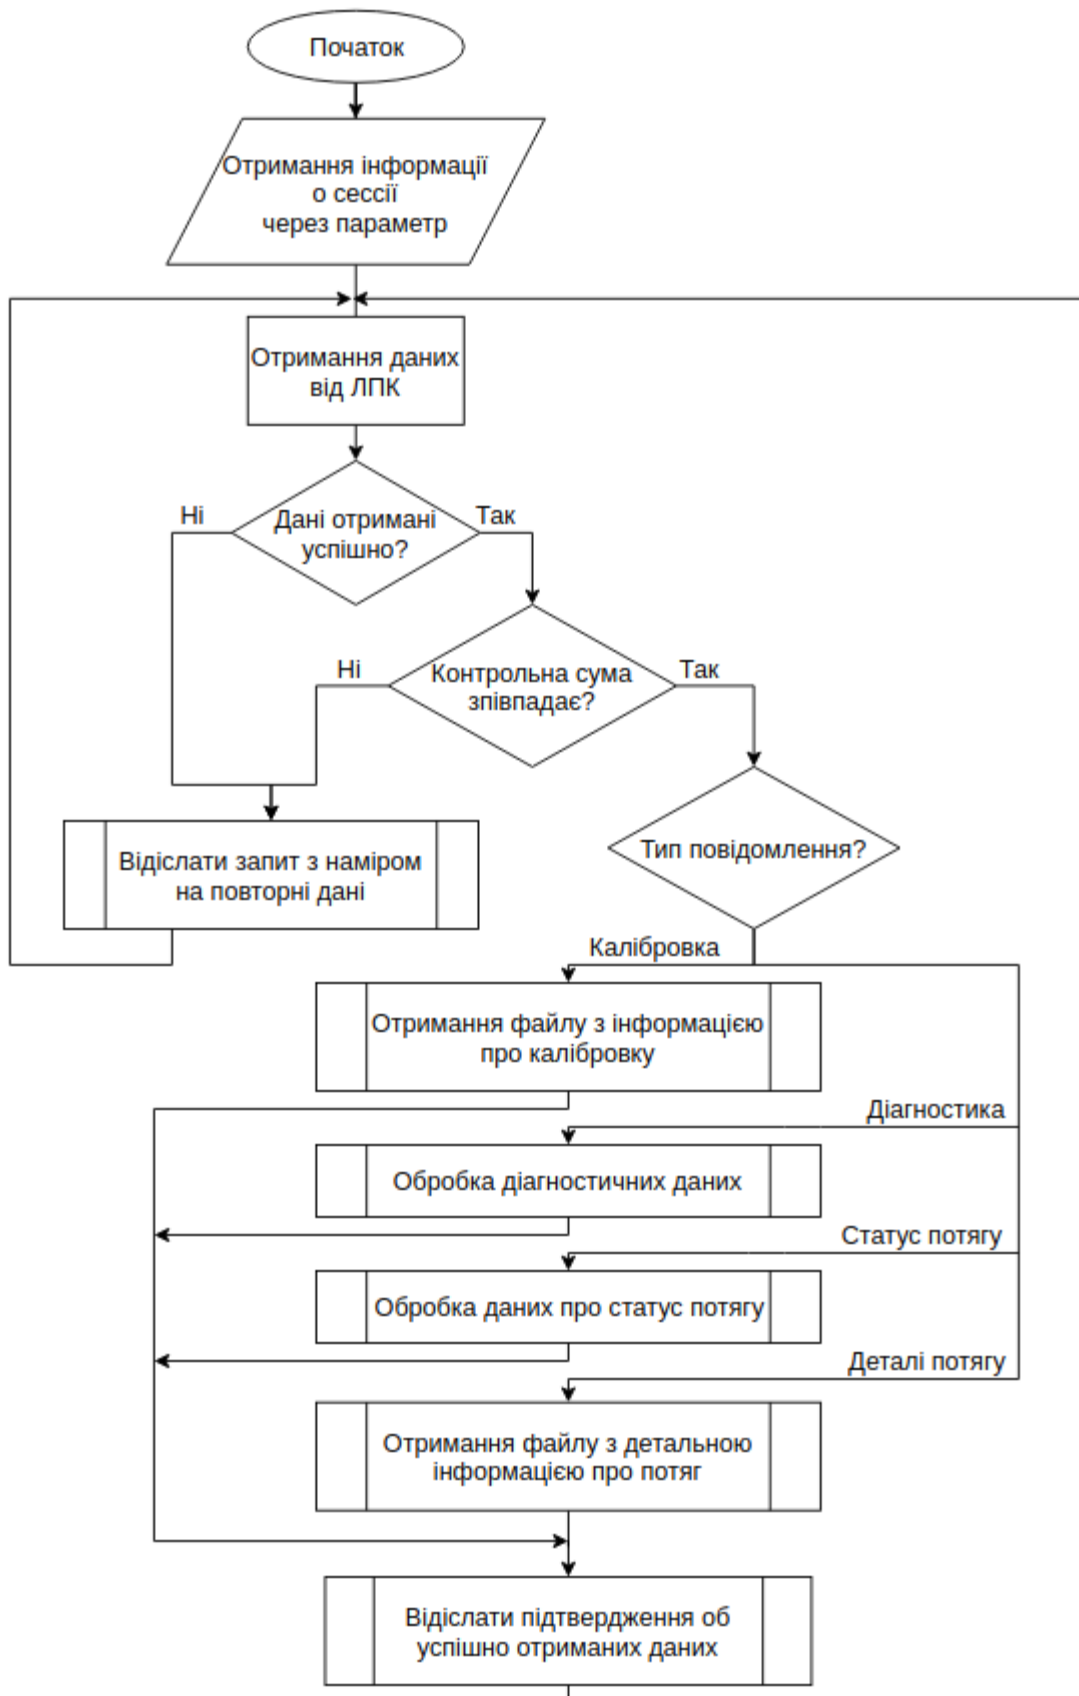 Початок
Отримання інформації
о сессії
через параметр
Отримання даних
від ЛПК
Ні
Дані отримані
успішно?
Так
Ні
Контрольна сума
зпівпадає?
Так
Тип повідомлення?
Відіслати запит з наміром
на повторні дані
Калібровка
Отримання файлу з інформацією
про калібровку
Діагностика
Обробка діагностичних даних
Статус потягу
Обробка даних про статус потягу
Деталі потягу
Отримання файлу з детальною
інформацією про потяг
Відіслати підтвердження об
успішно отриманих даних